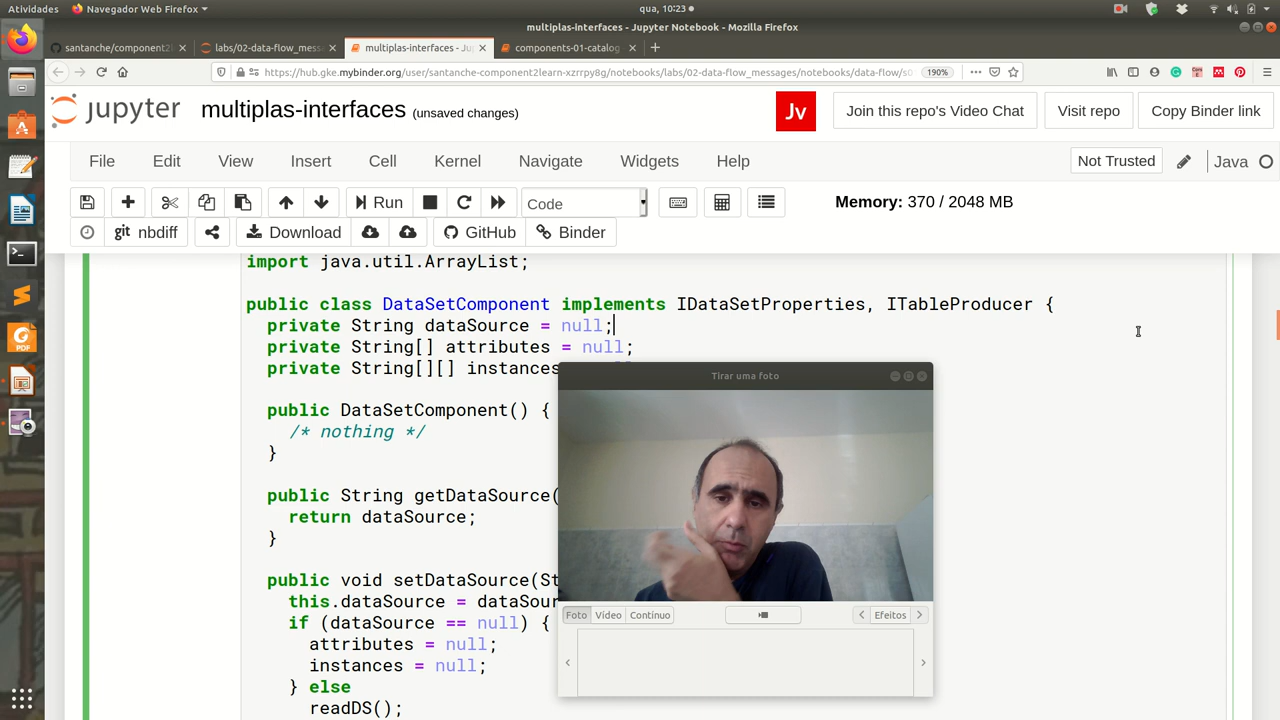 Atividades
Navegador Web Firefox
qua, 10:23
multiplas-interfaces - Jupyter Notebook - Mozilla Firefox
santanche/component2l
labs/02-data-flow_mess
multiplas-interfaces - Ju
components-01-catalog
https://hub.gke.mybinder.org/user/santanche-component2learn-xzrrpy8g/notebooks/labs/02-data-flow_messages/notebooks/data-flow/s0
190%
jupyter
multiplas-interfaces (unsaved changes)
Jv
Join this repo's Video Chat
Visit repo
Copy Binder link
File Edit View Insert Cell Kernel Navigate Widgets Help
Not Trusted
Java
Run
Code
Memory: 370 / 2048 MB
git nbdiff
Download
GitHub
Binder
import java.util.ArrayList;
public class DataSetComponent implements IDataSetProperties, ITableProducer {
private String dataSource = null;
private String[] attributes = null;
private String[][] instances
public DataSetComponent() {
/* nothing */
}
public String getDataSource(
return dataSource;
}
public void setDataSource(St
this.dataSource = dataSour
if (dataSource == null) {
attributes = null;
instances = null;
} else
readDS();
Tirar uma foto
Foto Vídeo Contínuo
Efeitos
PDF